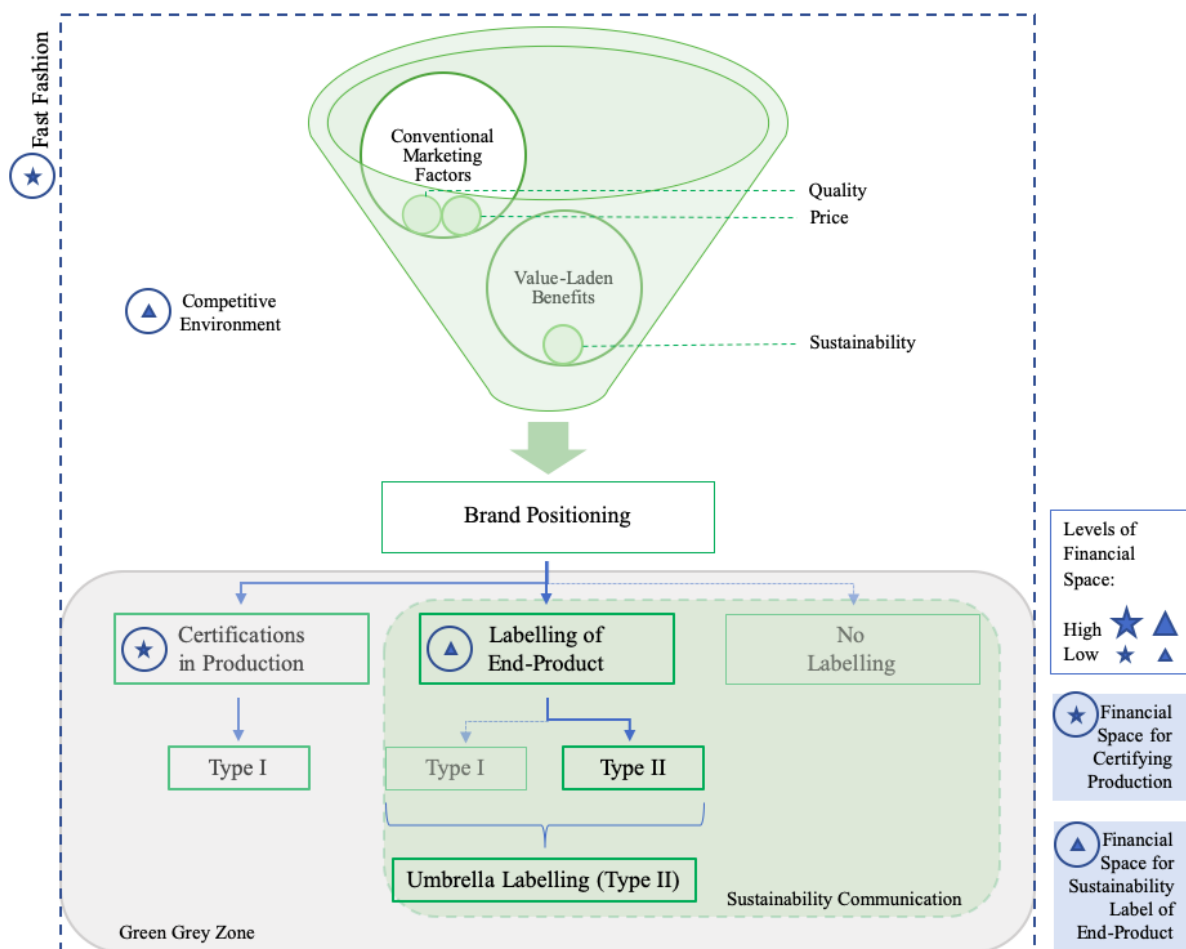 Fast Fashion
Conventional
Marketing
Factors
Quality
Price
Value-Laden
Benefits
Competitive
Environment
Sustainability
Brand Positioning
Certifications
in Production
Labelling of
End-Product
No
Labelling
Type I
Type I
Type II
Umbrella Labelling (Type II)
Sustainability Communication
Green Grey Zone
Levels of
Financial
Space:
High
Low
Financial
Space for
Certifying
Production
Financial
Space for
Sustainability
Label of
End-Product